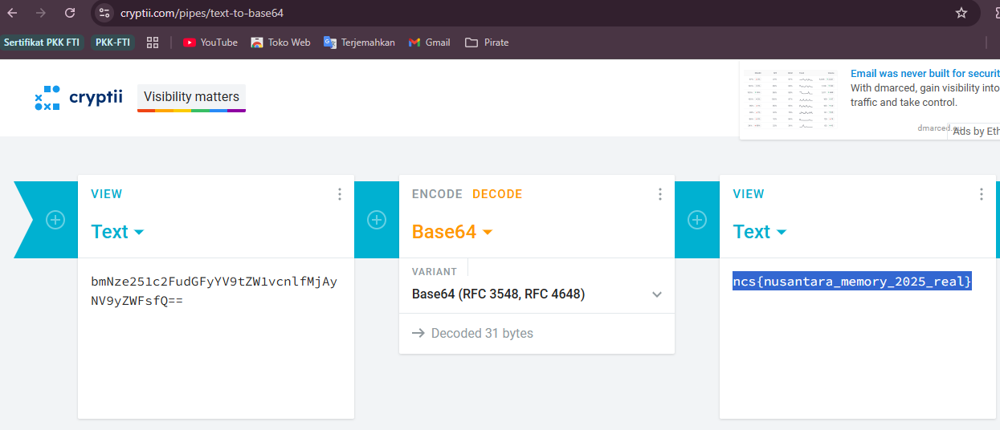 cryptii.com/pipes/text-to-base64
Sertifikat PKK FTI
PKK-FTI
YouTube
Toko Web
Terjemahkan
Gmail
Pirate
cryptii
Visibility matters
Email was never built for securit
With dmarced, gain visibility into
traffic and take control.
Ads by Eth
VIEW
Text
bmNze251c2FudGFyYV9tZW1vcnlfMjAy
NV9yZWFsfQ==
ENCODE DECODE
Base64
VARIANT
Base64 (RFC 3548, RFC 4648)
→ Decoded 31 bytes
VIEW
Text
ncs{nusantara_memory_2025_real}